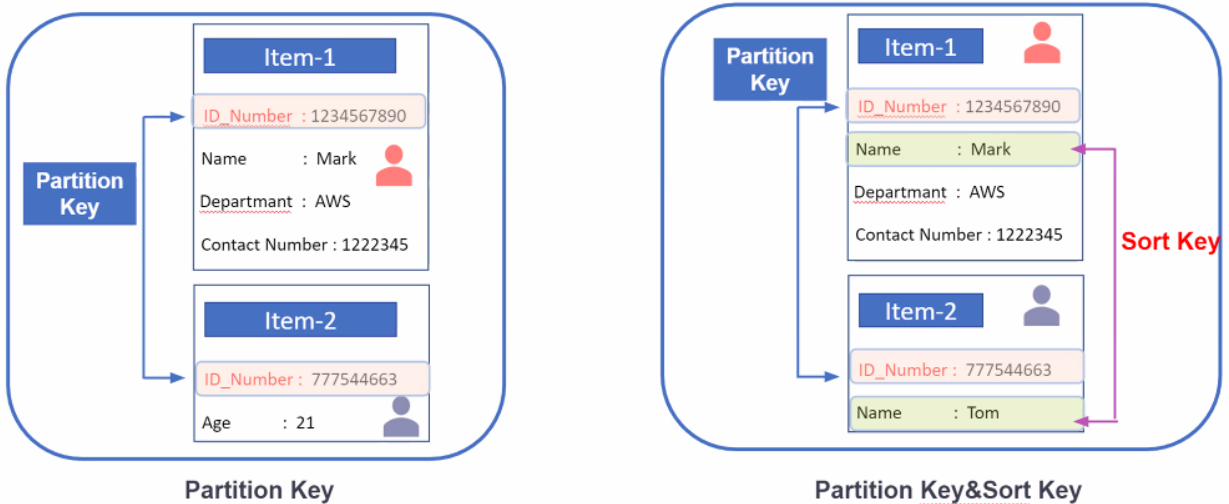 Item-1
ID_Number : 1234567890
Name : Mark
Departmant : AWS
Contact Number : 1222345
Partition
Key
Item-2
ID_Number : 777544663
Age : 21
Partition Key
Partition
Key
Item-1
ID_Number : 1234567890
Name : Mark
Departmant : AWS
Contact Number : 1222345
Sort Key
Item-2
ID_Number : 777544663
Name : Tom
Partition Key&Sort Key